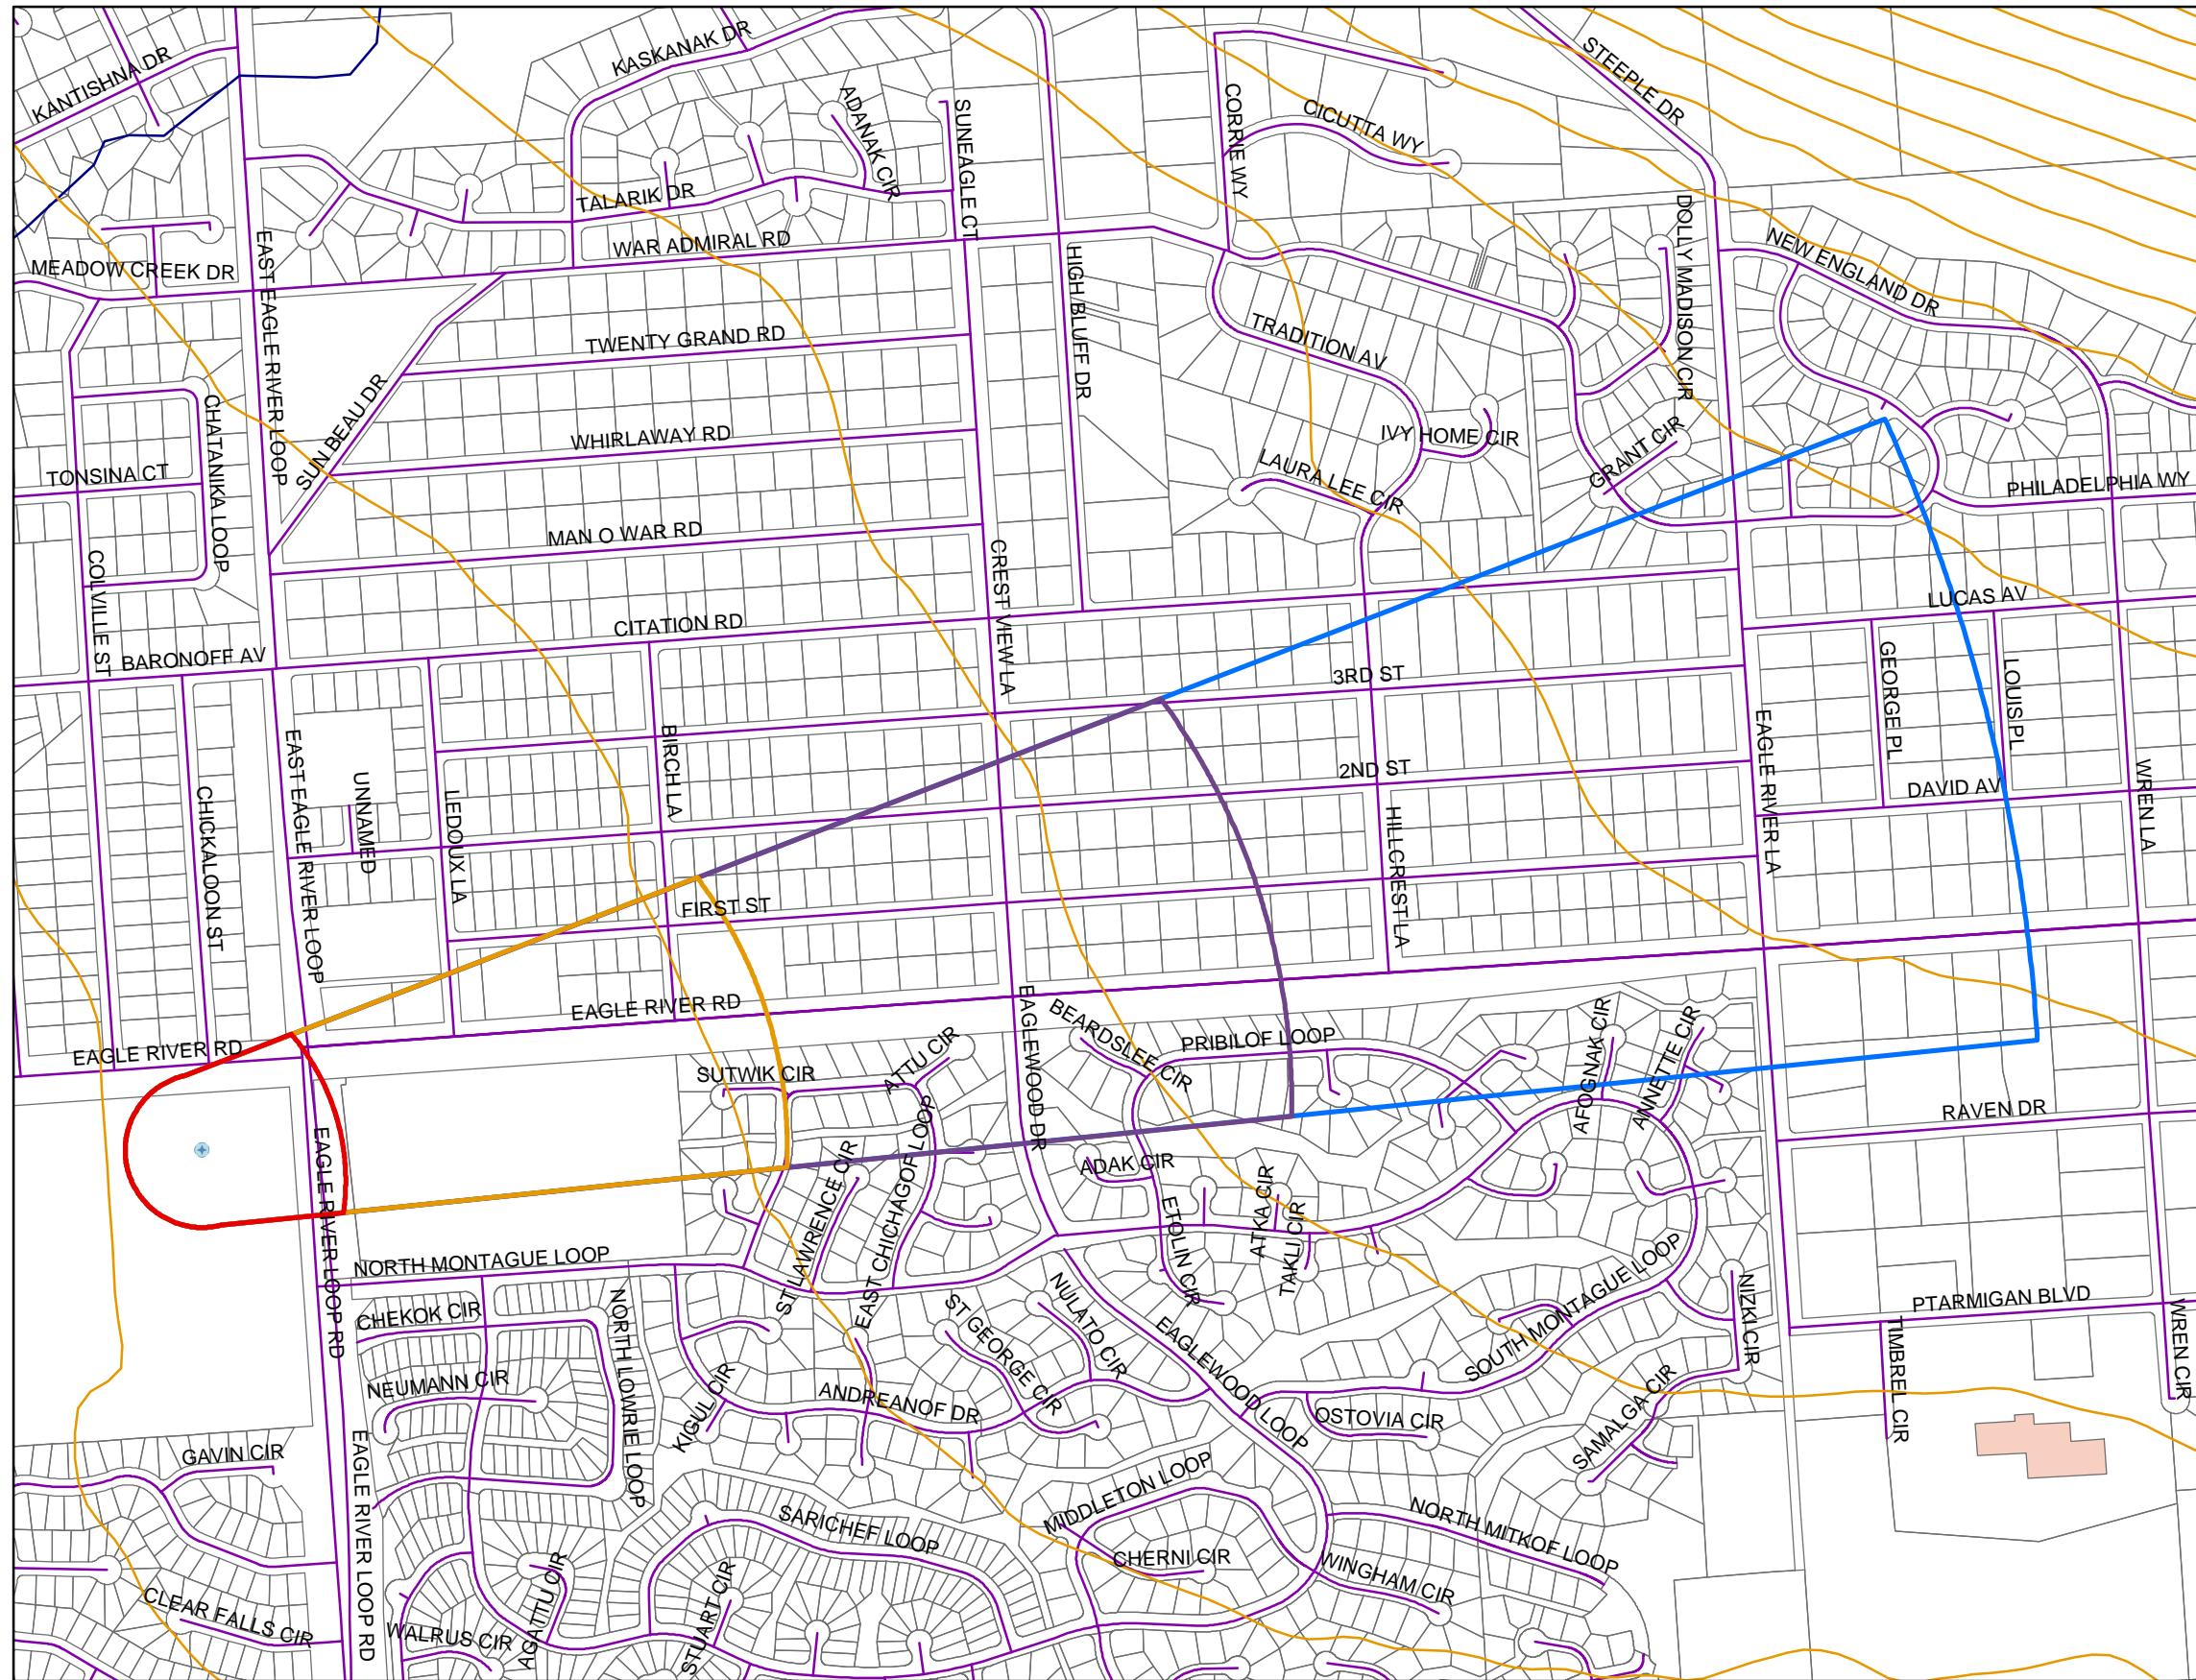 KASKANAK DR
STEEPLE DR
KANTISHNA DR
ADANAK CIR
SUNEAGLE CT
CORRIE WY
CICUTTA WY
TALARIK DR
WAR ADMIRAL RD
DOLLY MADISON CIR
NEW ENGLAND DR
MEADOW CREEK DR
EAST EAGLE RIVER LOOP
HIGH BLUFF DR
TWENTY GRAND RD
TRADITION AV
SUN BEAU DR
CHATANIKA LOOP
WHIRLAWAY RD
IVY HOME CIR
GRANT CIR
LAURA LEE CIR
TONSINA CT
PHILADELPHIA WY
MAN O WAR RD
COLVILLE ST
CREST VIEW LA
LUCAS AV
CITATION RD
BARONOFF AV
3RD ST
GEORGE PL
LOUIS PL
EAST EAGLE RIVER LOOP
BIRCH LA
EAGLE RIVER LA
UNNAMED
2ND ST
DAVID AV
WREN LA
CHICKALOON ST
LEDOUX LA
HILLCREST LA
FIRST ST
EAGLE RIVER RD
EAGLE RIVER RD
EAGLEWOOD DR
BEARDSLEE CIR
PRIBILOF LOOP
AFOGNAK CIR
ANNETTE CIR
ATTU CIR
SUTWIK CIR
RAVEN DR
EAGLE RIVER LOOP RD
ST LAWRENCE CIR
EAST CHICHAGOF LOOP
ADAK CIR
ETOLIN CIR
ATKA CIR
TAKLI CIR
NORTH MONTAGUE LOOP
SOUTH MONTAGUE LOOP
NIZKI CIR
PTARMIGAN BLVD
CHEKOK CIR
NORTH LOWRIE LOOP
ST GEORGE CIR
NULATO CIR
EAGLEWOOD LOOP
TIMBREL CIR
WREN CIR
NEUMANN CIR
KIGUL CIR
ANDREANOF DR
OSTOVIA CIR
SAMALGA CIR
GAVIN CIR
EAGLE RIVER LOOP RD
MIDDLETON LOOP
SARICHEF LOOP
NORTH MITKOF LOOP
CHERNI CIR
WINGHAM CIR
CLEAR FALLS CIR
WALRUS CIR
AGATTU CIR
STUART CIR